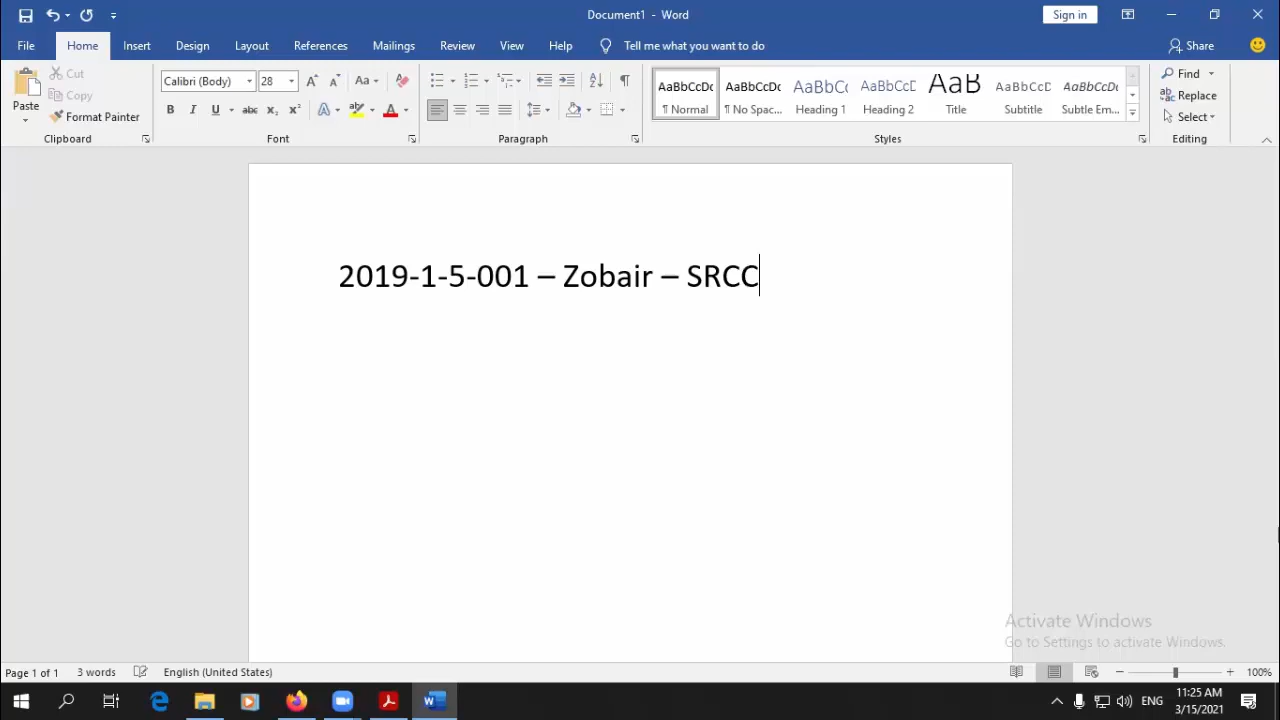 Document1 - Word
Sign in
File Home Insert Design Layout References Mailings Review View Help Tell me what you want to do Share
Paste
Cut
Copy
Format Painter
Clipboard
Calibri (Body) 28
Font
Paragraph
AaBbCcDc ¶ Normal
AaBbCcDc ¶ No Spac...
AaBbCc Heading 1
AaBbCcD Heading 2
AaB Title
AaBbCcD Subtitle
AaBbCcDc Subtle Em...
Styles
Find
Replace
Select
Editing
2019-1-5-001 – Zobair – SRCC
Activate Windows
Go to Settings to activate Windows.
Page 1 of 1 3 words English (United States) 100%
ENG 11:25 AM
3/15/2021